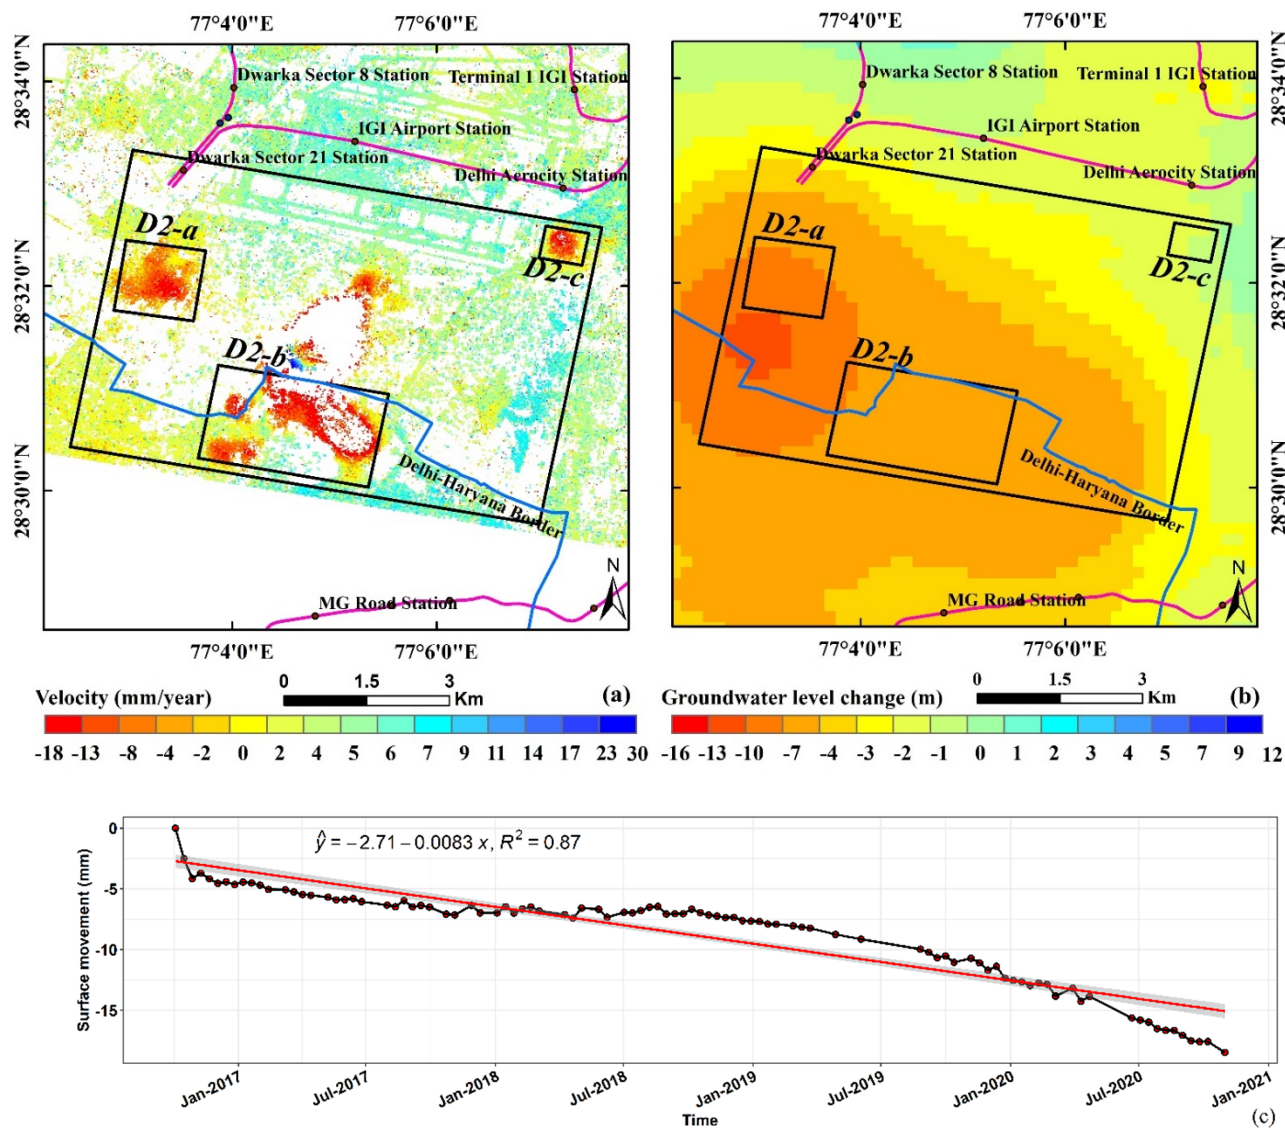 77°4'0"E 77°6'0"E
77°4'0"E 77°6'0"E
28°34'0"N
28°32'0"N
28°30'0"N
Dwarka Sector 8 Station
Terminal 1 IGI Station
IGI Airport Station
Dwarka Sector 21 Station
Delhi Aerocity Station
D2-a
D2-c
D2-b
Delhi-Haryana Border
MG Road Station
N
77°4'0"E 77°6'0"E
Velocity (mm/year)
0 1.5 3
Km
(a)
-18 -13 -8 -4 -2 0 2 4 5 6 7 9 11 14 17 23 30
Dwarka Sector 8 Station
Terminal 1 IGI Station
IGI Airport Station
Dwarka Sector 21 Station
Delhi Aerocity Station
D2-a
D2-c
D2-b
Delhi-Haryana Border
MG Road Station
N
28°34'0"N
28°32'0"N
28°30'0"N
77°4'0"E 77°6'0"E
Groundwater level change (m)
0 1.5 3
Km
(b)
-16 -13 -10 -7 -4 -3 -2 -1 0 1 2 3 4 5 7 9 12
ŷ = −2.71 − 0.0083 x, R² = 0.87
Surface movement (mm)
0
-5
-10
-15
Jan-2017 Jul-2017 Jan-2018 Jul-2018 Jan-2019 Jul-2019 Jan-2020 Jul-2020 Jan-2021
Time
(c)